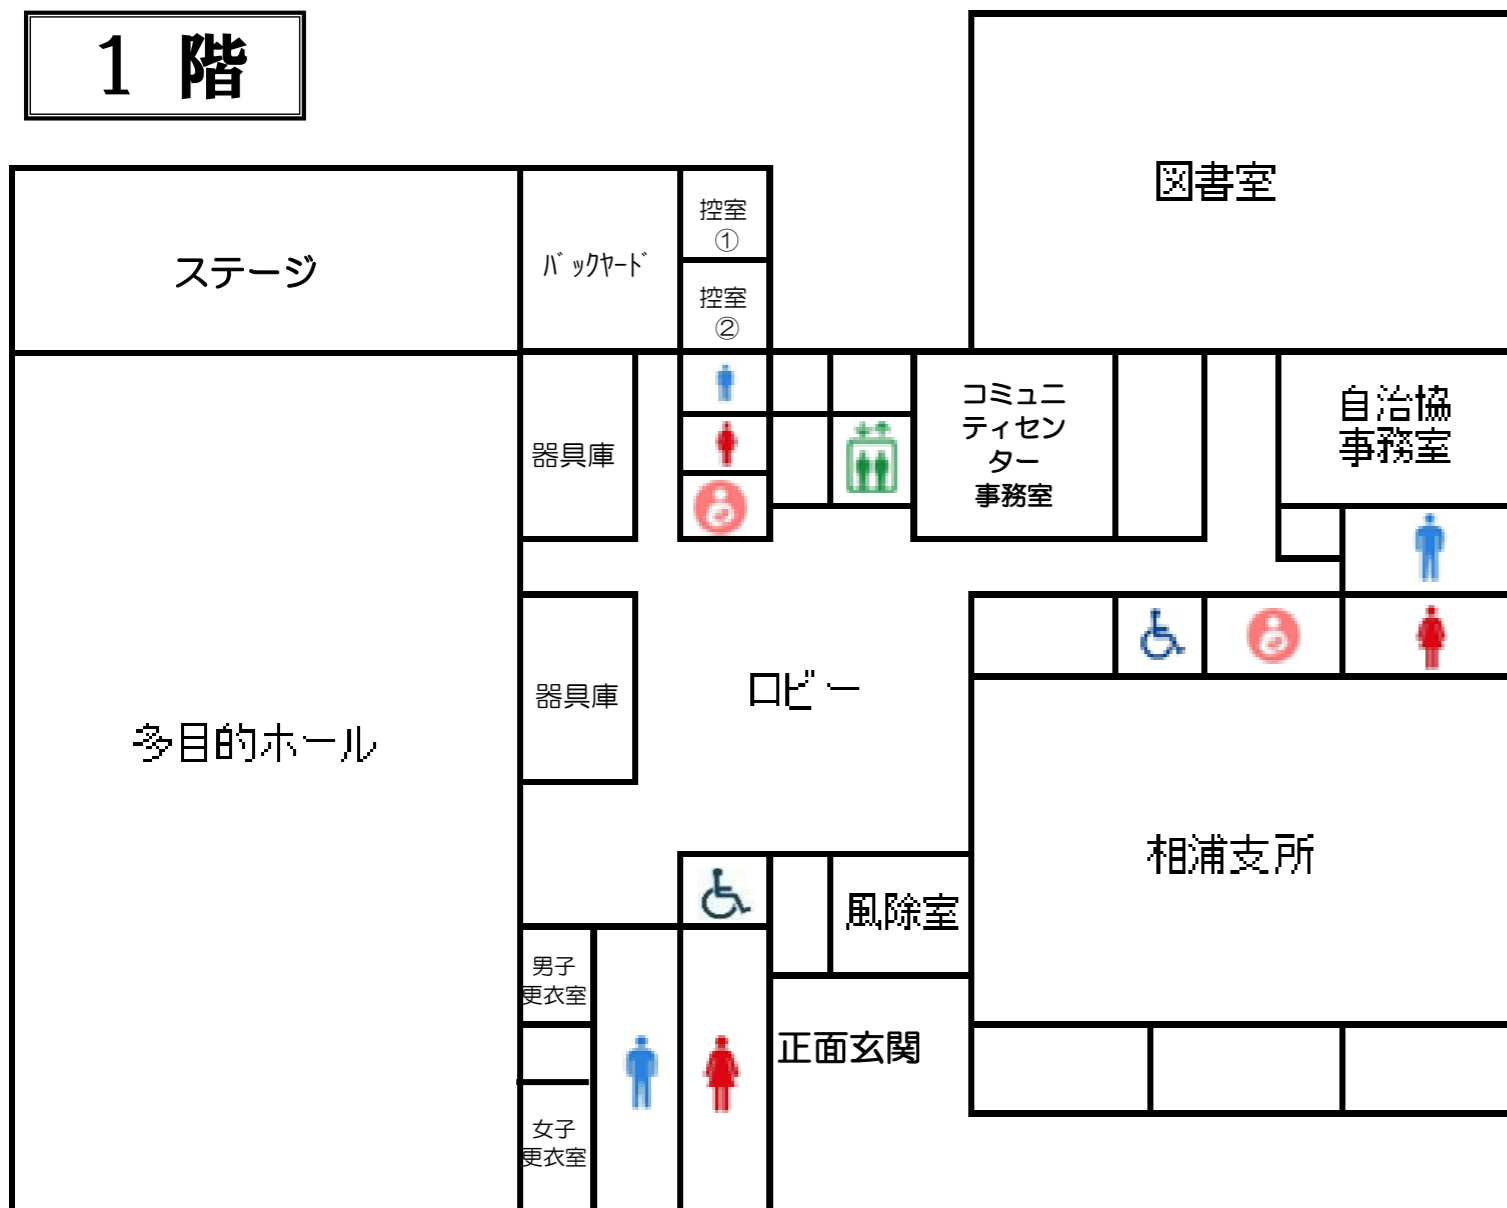 1 階
図書室
ステージ
ﾊﾞｯｸﾔｰﾄﾞ
控室
①
控室
②
器具庫
コミュニ
ティセン
ター
事務室
自治協
事務室
器具庫
ロビー
多目的ホール
相浦支所
風除室
男子
更衣室
正面玄関
女子
更衣室